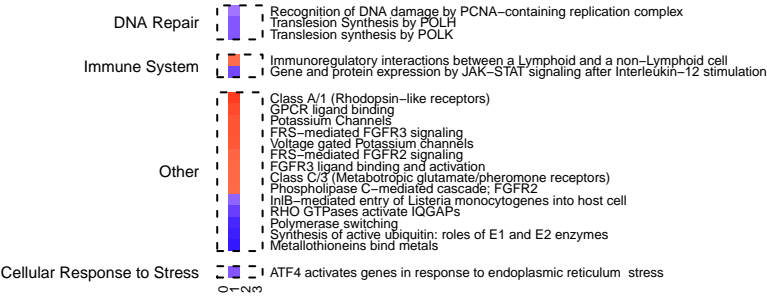 DNA Repair
Recognition of DNA damage by PCNA−containing replication complex
Translesion Synthesis by POLH
Translesion synthesis by POLK
Immune System
Immunoregulatory interactions between a Lymphoid and a non−Lymphoid cell
Gene and protein expression by JAK−STAT signaling after Interleukin−12 stimulation
Other
Class A/1 (Rhodopsin−like receptors)
GPCR ligand binding
Potassium Channels
FRS−mediated FGFR3 signaling
Voltage gated Potassium channels
FRS−mediated FGFR2 signaling
FGFR3 ligand binding and activation
Class C/3 (Metabotropic glutamate/pheromone receptors)
Phospholipase C−mediated cascade; FGFR2
InlB−mediated entry of Listeria monocytogenes into host cell
RHO GTPases activate IQGAPs
Polymerase switching
Synthesis of active ubiquitin: roles of E1 and E2 enzymes
Metallothioneins bind metals
Cellular Response to Stress
ATF4 activates genes in response to endoplasmic reticulum  stress
0 1 2 3